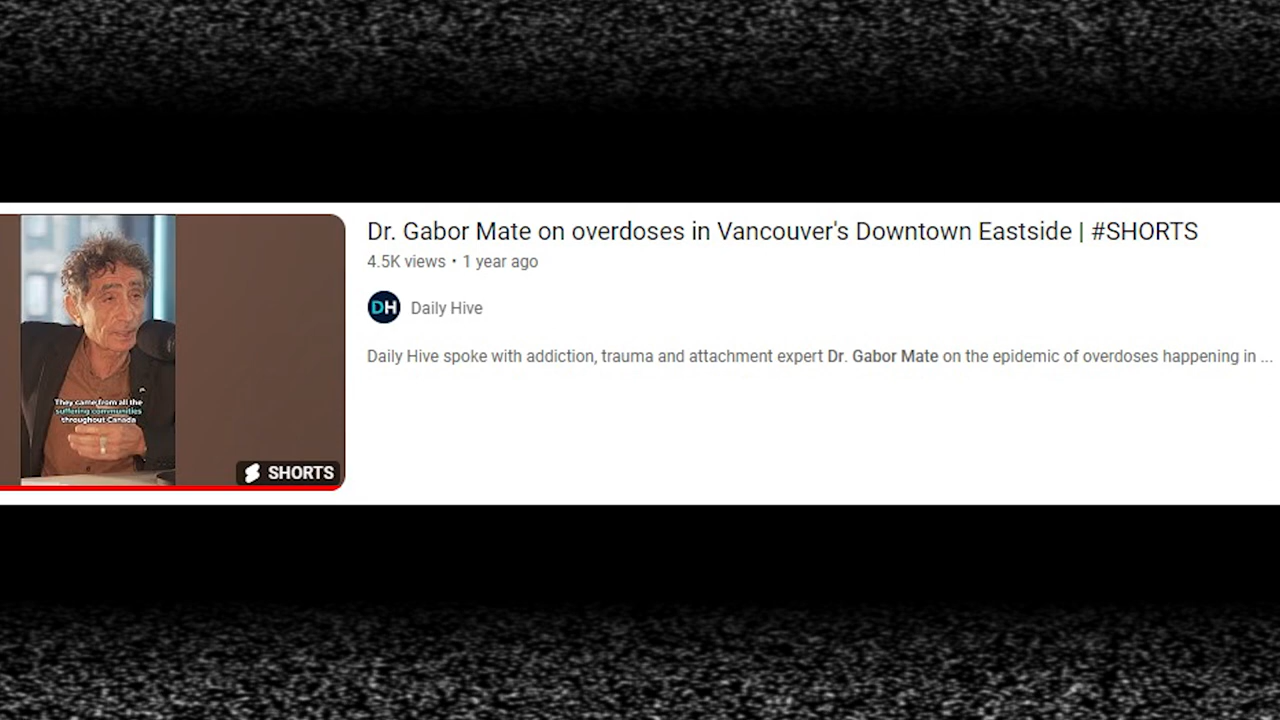 Dr. Gabor Mate on overdoses in Vancouver's Downtown Eastside | #SHORTS
4.5K views • 1 year ago
DH Daily Hive
Daily Hive spoke with addiction, trauma and attachment expert Dr. Gabor Mate on the epidemic of overdoses happening in ...
They came from all the
suffering communities
throughout Canada
SHORTS